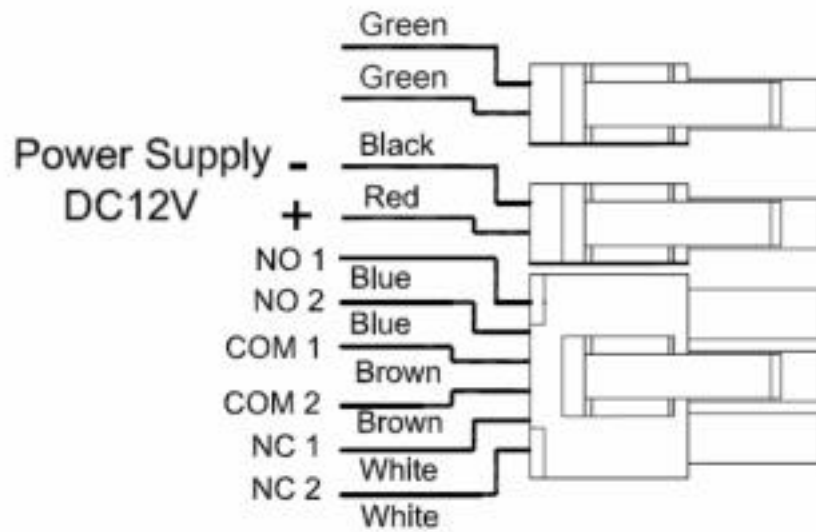 Green
Green
Power Supply - Black
DC12V + Red
NO 1
Blue
NO 2
Blue
COM 1
Brown
COM 2
Brown
NC 1
White
NC 2
White